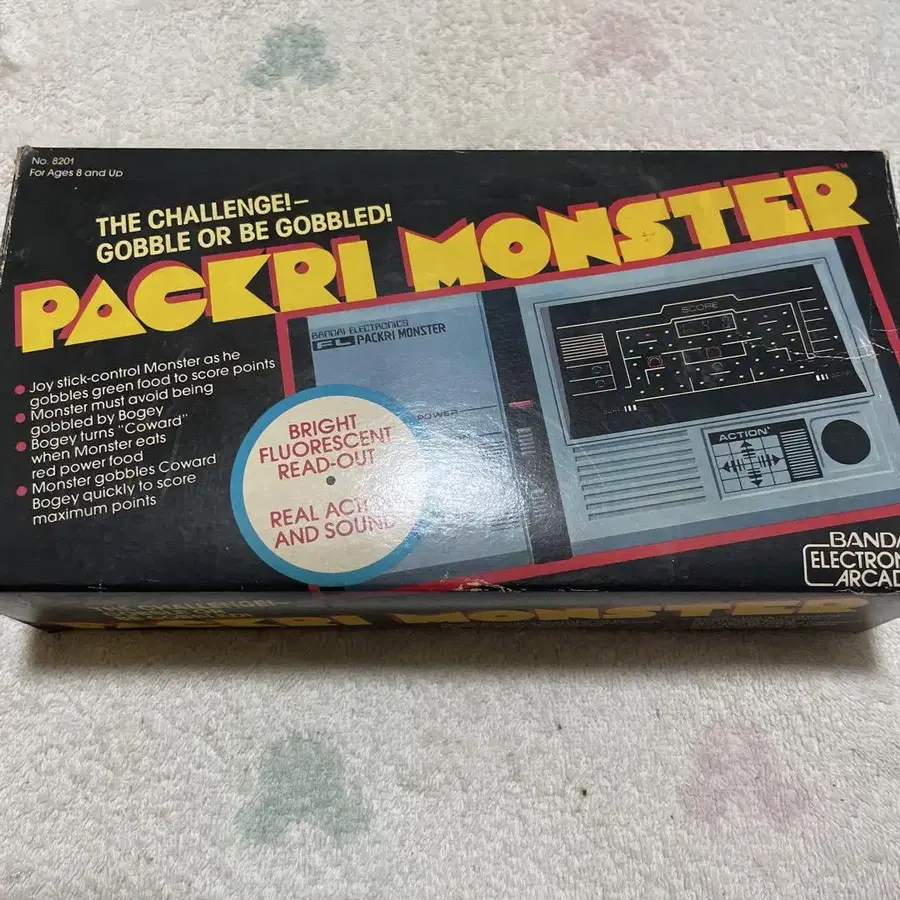 No. 8201
For Ages 8 and Up
THE CHALLENGE!–
GOBBLE OR BE GOBBLED!
PACKRI MONSTER™
Joy stick-control Monster as he
gobbles green food to score points
Monster must avoid being
gobbled by Bogey
Bogey turns "Coward"
when Monster eats
red power food
Monster gobbles Coward
Bogey quickly to score
maximum points
BRIGHT
FLUORESCENT
READ-OUT
REAL ACTI
AND SOUND
BANDAI ELECTRONICS
FL PACKRI MONSTER
POWER
SCORE
ACTION
BANDA
ELECTRON
ARCAD
THE CHALLENGE!–
PACKRI MONSTER